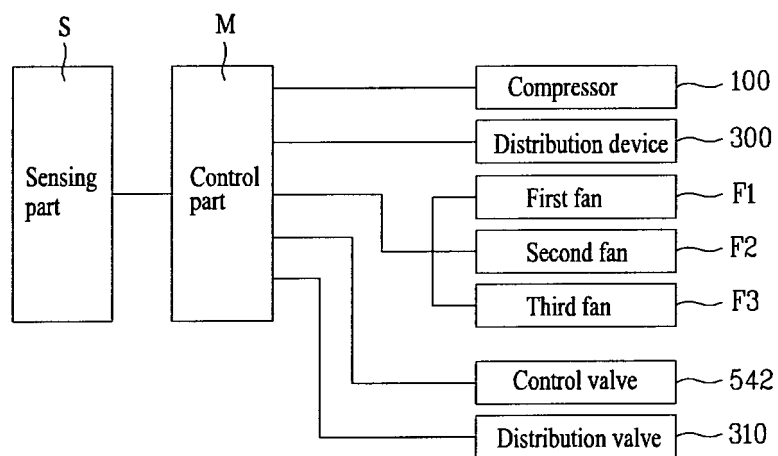 S
M
Sensing
part
Control
part
Compressor
100
Distribution device
300
First fan
F1
Second fan
F2
Third fan
F3
Control valve
542
Distribution valve
310